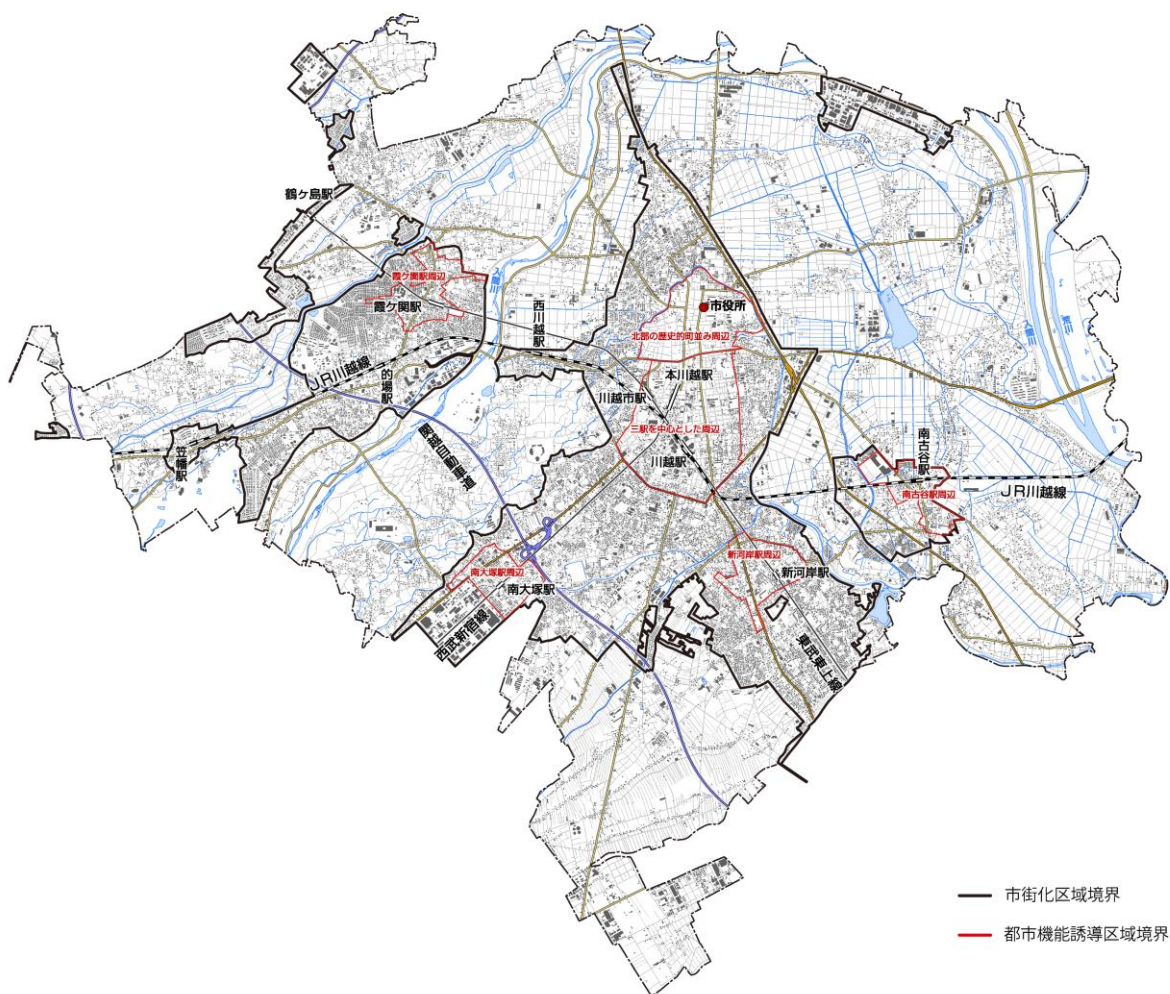 鶴ヶ島駅
霞ケ関駅周辺
霞ケ関駅
入間川
西川越駅
市役所
北部の歴史的町並み周辺
本川越駅
川越市駅
JR川越線
的場駅
三駅を中心とした周辺
川越駅
関越自動車道
笠幡駅
南古谷駅
南古谷駅周辺
JR川越線
新河岸駅周辺
新河岸駅
南大塚駅周辺
南大塚駅
西武新宿線
東武東上線
市街化区域境界
都市機能誘導区域境界